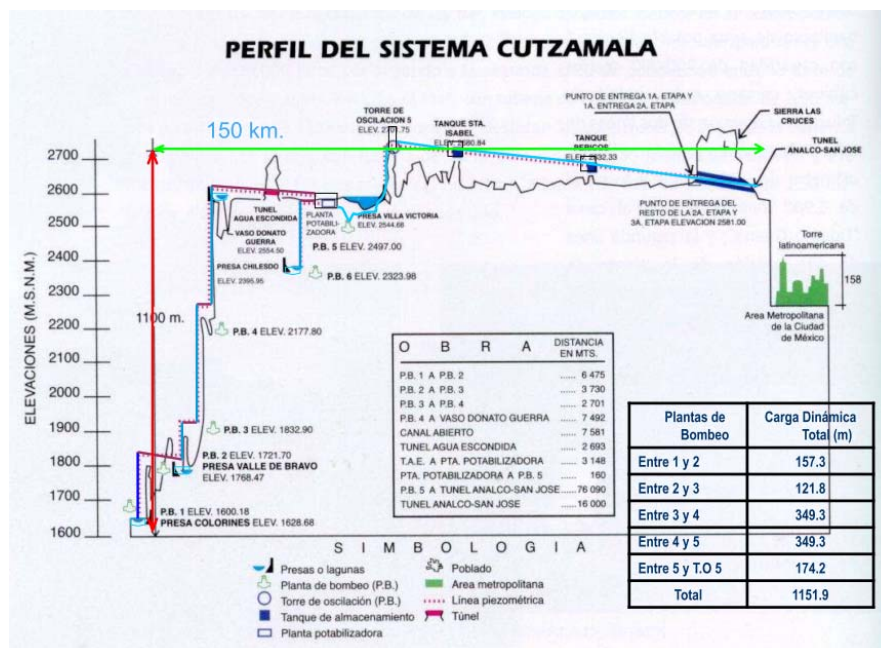 PERFIL DEL SISTEMA CUTZAMALA
150 km.
TORRE DE
OSCILACION 5
TANQUE STA.
ISABEL
ELEV. 2680.84
TANQUE
PERICOS
PUNTO DE ENTREGA 1A. ETAPA Y
1A. ENTREGA 2A. ETAPA
SIERRA LAS
CRUCES
TUNEL
ANALCO-SAN JOSE
PUNTO DE ENTREGA DEL
RESTO DE LA 2A. ETAPA Y
3A. ETAPA ELEVACION 2581.00
ELEVACIONES (M.S.N.M.)
2700
2600
2500
2400
2300
2200
2100
2000
1900
1800
1700
1600
1100 m.
TUNEL
AGUA ESCONDIDA
VASO DONATO
GUERRA
ELEV. 2554.50
PLANTA
POTABILI-
ZADORA
PRESA VILLA VICTORIA
ELEV. 2544.68
P.B. 5 ELEV. 2497.00
PRESA CHILESDO
ELEV. 2395.95
P.B. 6 ELEV. 2323.98
P.B. 4 ELEV. 2177.80
P.B. 3 ELEV. 1832.90
P.B. 2 ELEV. 1721.70
PRESA VALLE DE BRAVO
ELEV. 1768.47
P.B. 1 ELEV. 1600.18
PRESA COLORINES ELEV. 1628.68
Torre
latinoamericana
158
Area Metropolitana
de la Ciudad
de México
O B R A DISTANCIA EN MTS.
P.B. 1 A P.B. 2 ...... 6 475
P.B. 2 A P.B. 3 ...... 3 730
P.B. 3 A P.B. 4 ...... 2 701
P.B. 4 A VASO DONATO GUERRA ...... 7 492
CANAL ABIERTO ...... 7 581
TUNEL AGUA ESCONDIDA ...... 2 693
T.A.E. A PTA. POTABILIZADORA ...... 3 148
PTA. POTABILIZADORA A P.B. 5 ...... 160
P.B. 5 A TUNEL ANALCO-SAN JOSE ...... 76 090
TUNEL ANALCO-SAN JOSE ...... 16 000
Plantas de Bombeo Carga Dinámica Total (m)
Entre 1 y 2 157.3
Entre 2 y 3 121.8
Entre 3 y 4 349.3
Entre 4 y 5 349.3
Entre 5 y T.O 5 174.2
Total 1151.9
S I M B O L O G I A
Presas o lagunas
Planta de bombeo (P.B.)
Torre de oscilación (P.B.)
Tanque de almacenamiento
Planta potabilizadora
Poblado
Area metropolitana
Línea piezométrica
Túnel